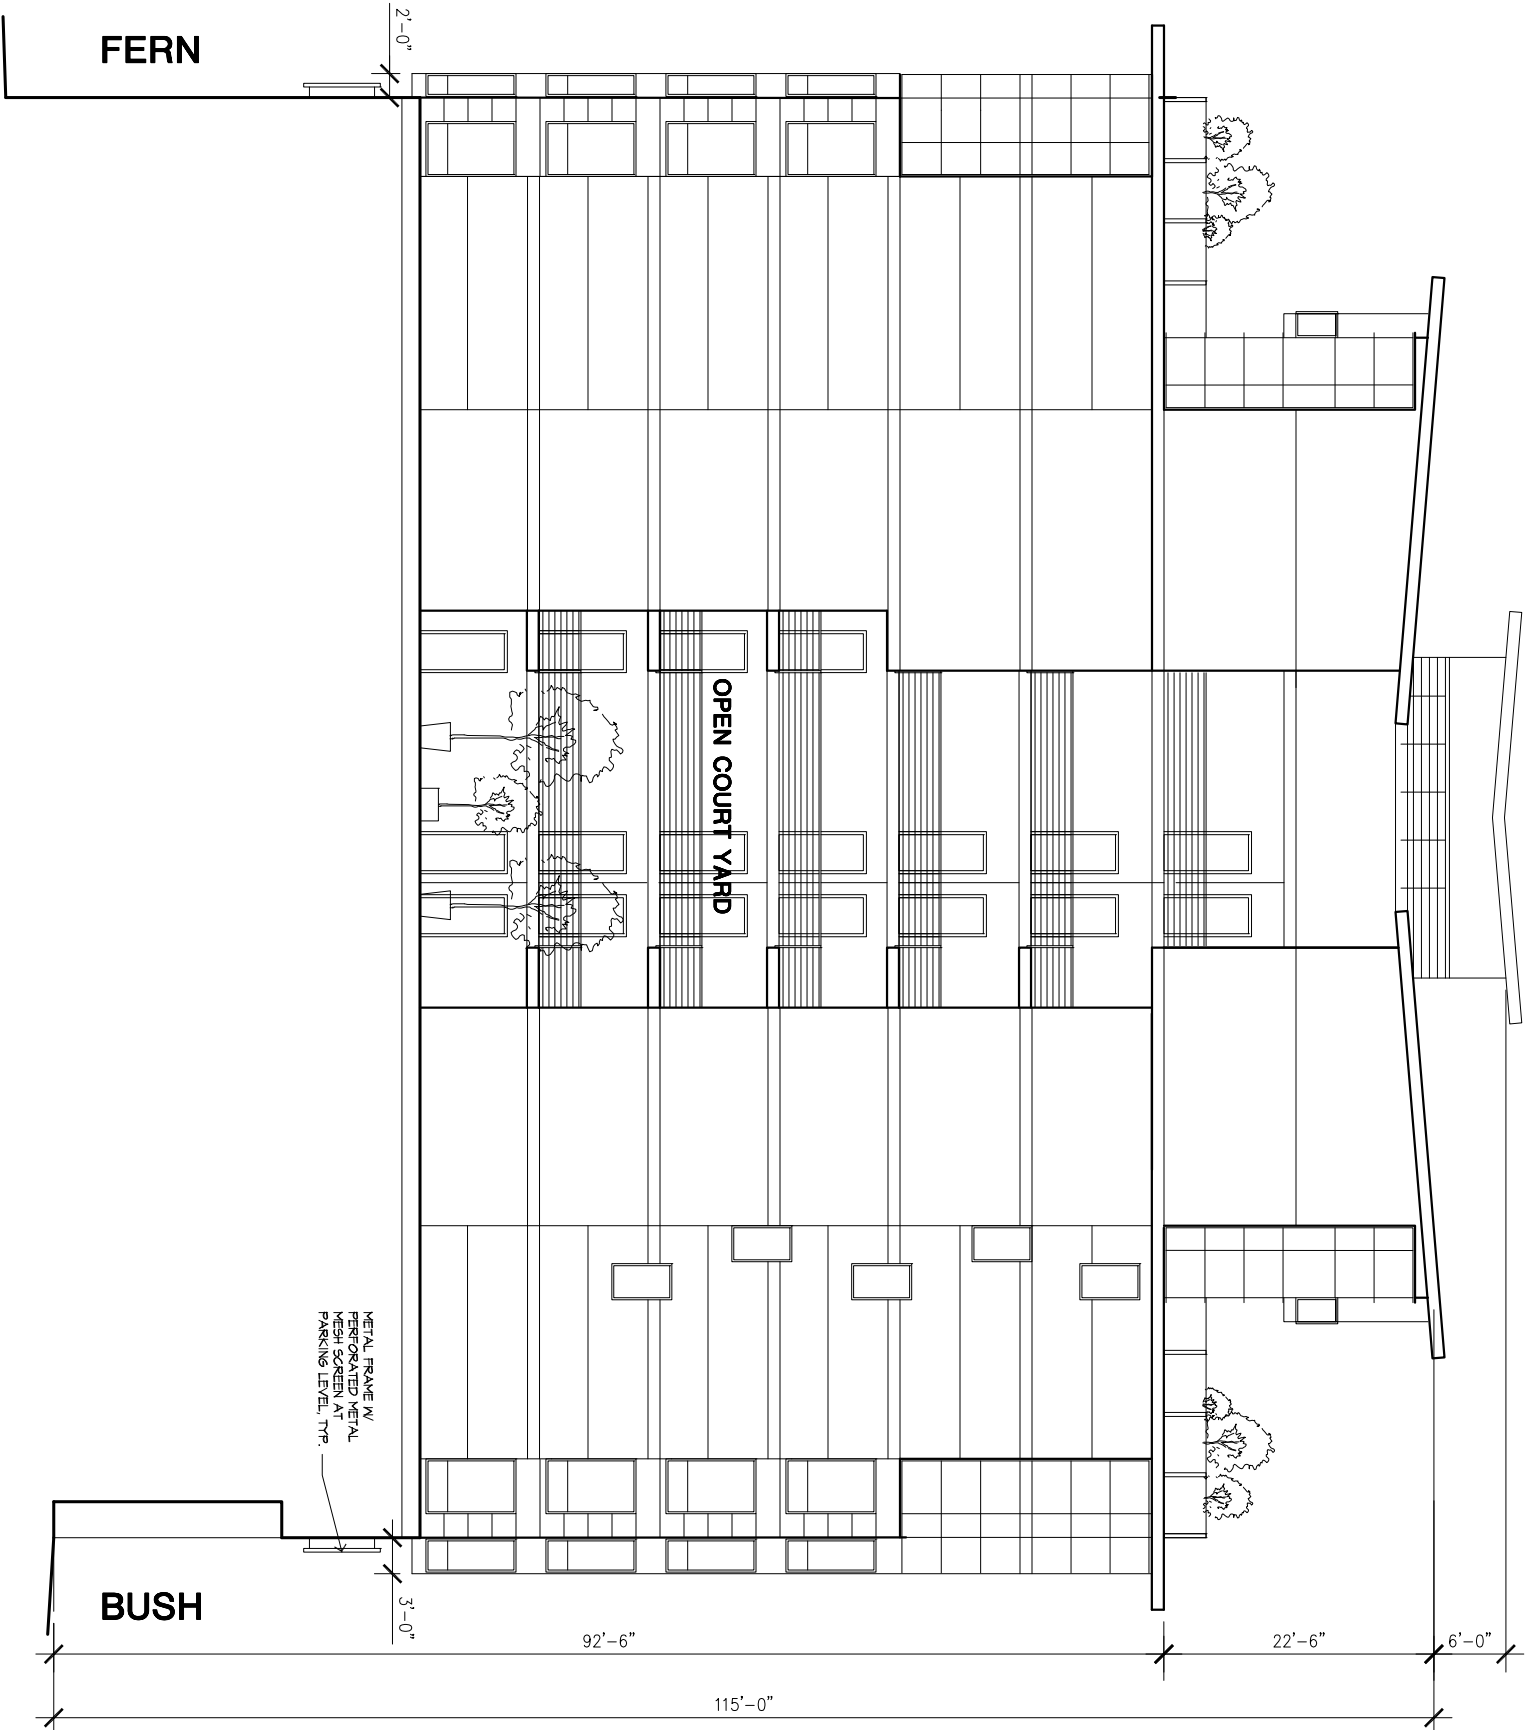 FERN
2'-0"
OPEN COURT YARD
METAL FRAME W/
PERFORATED METAL
MESH SCREEN AT
PARKING LEVEL, TYP.
BUSH
3'-0"
92'-6"
22'-6"
6'-0"
115'-0"